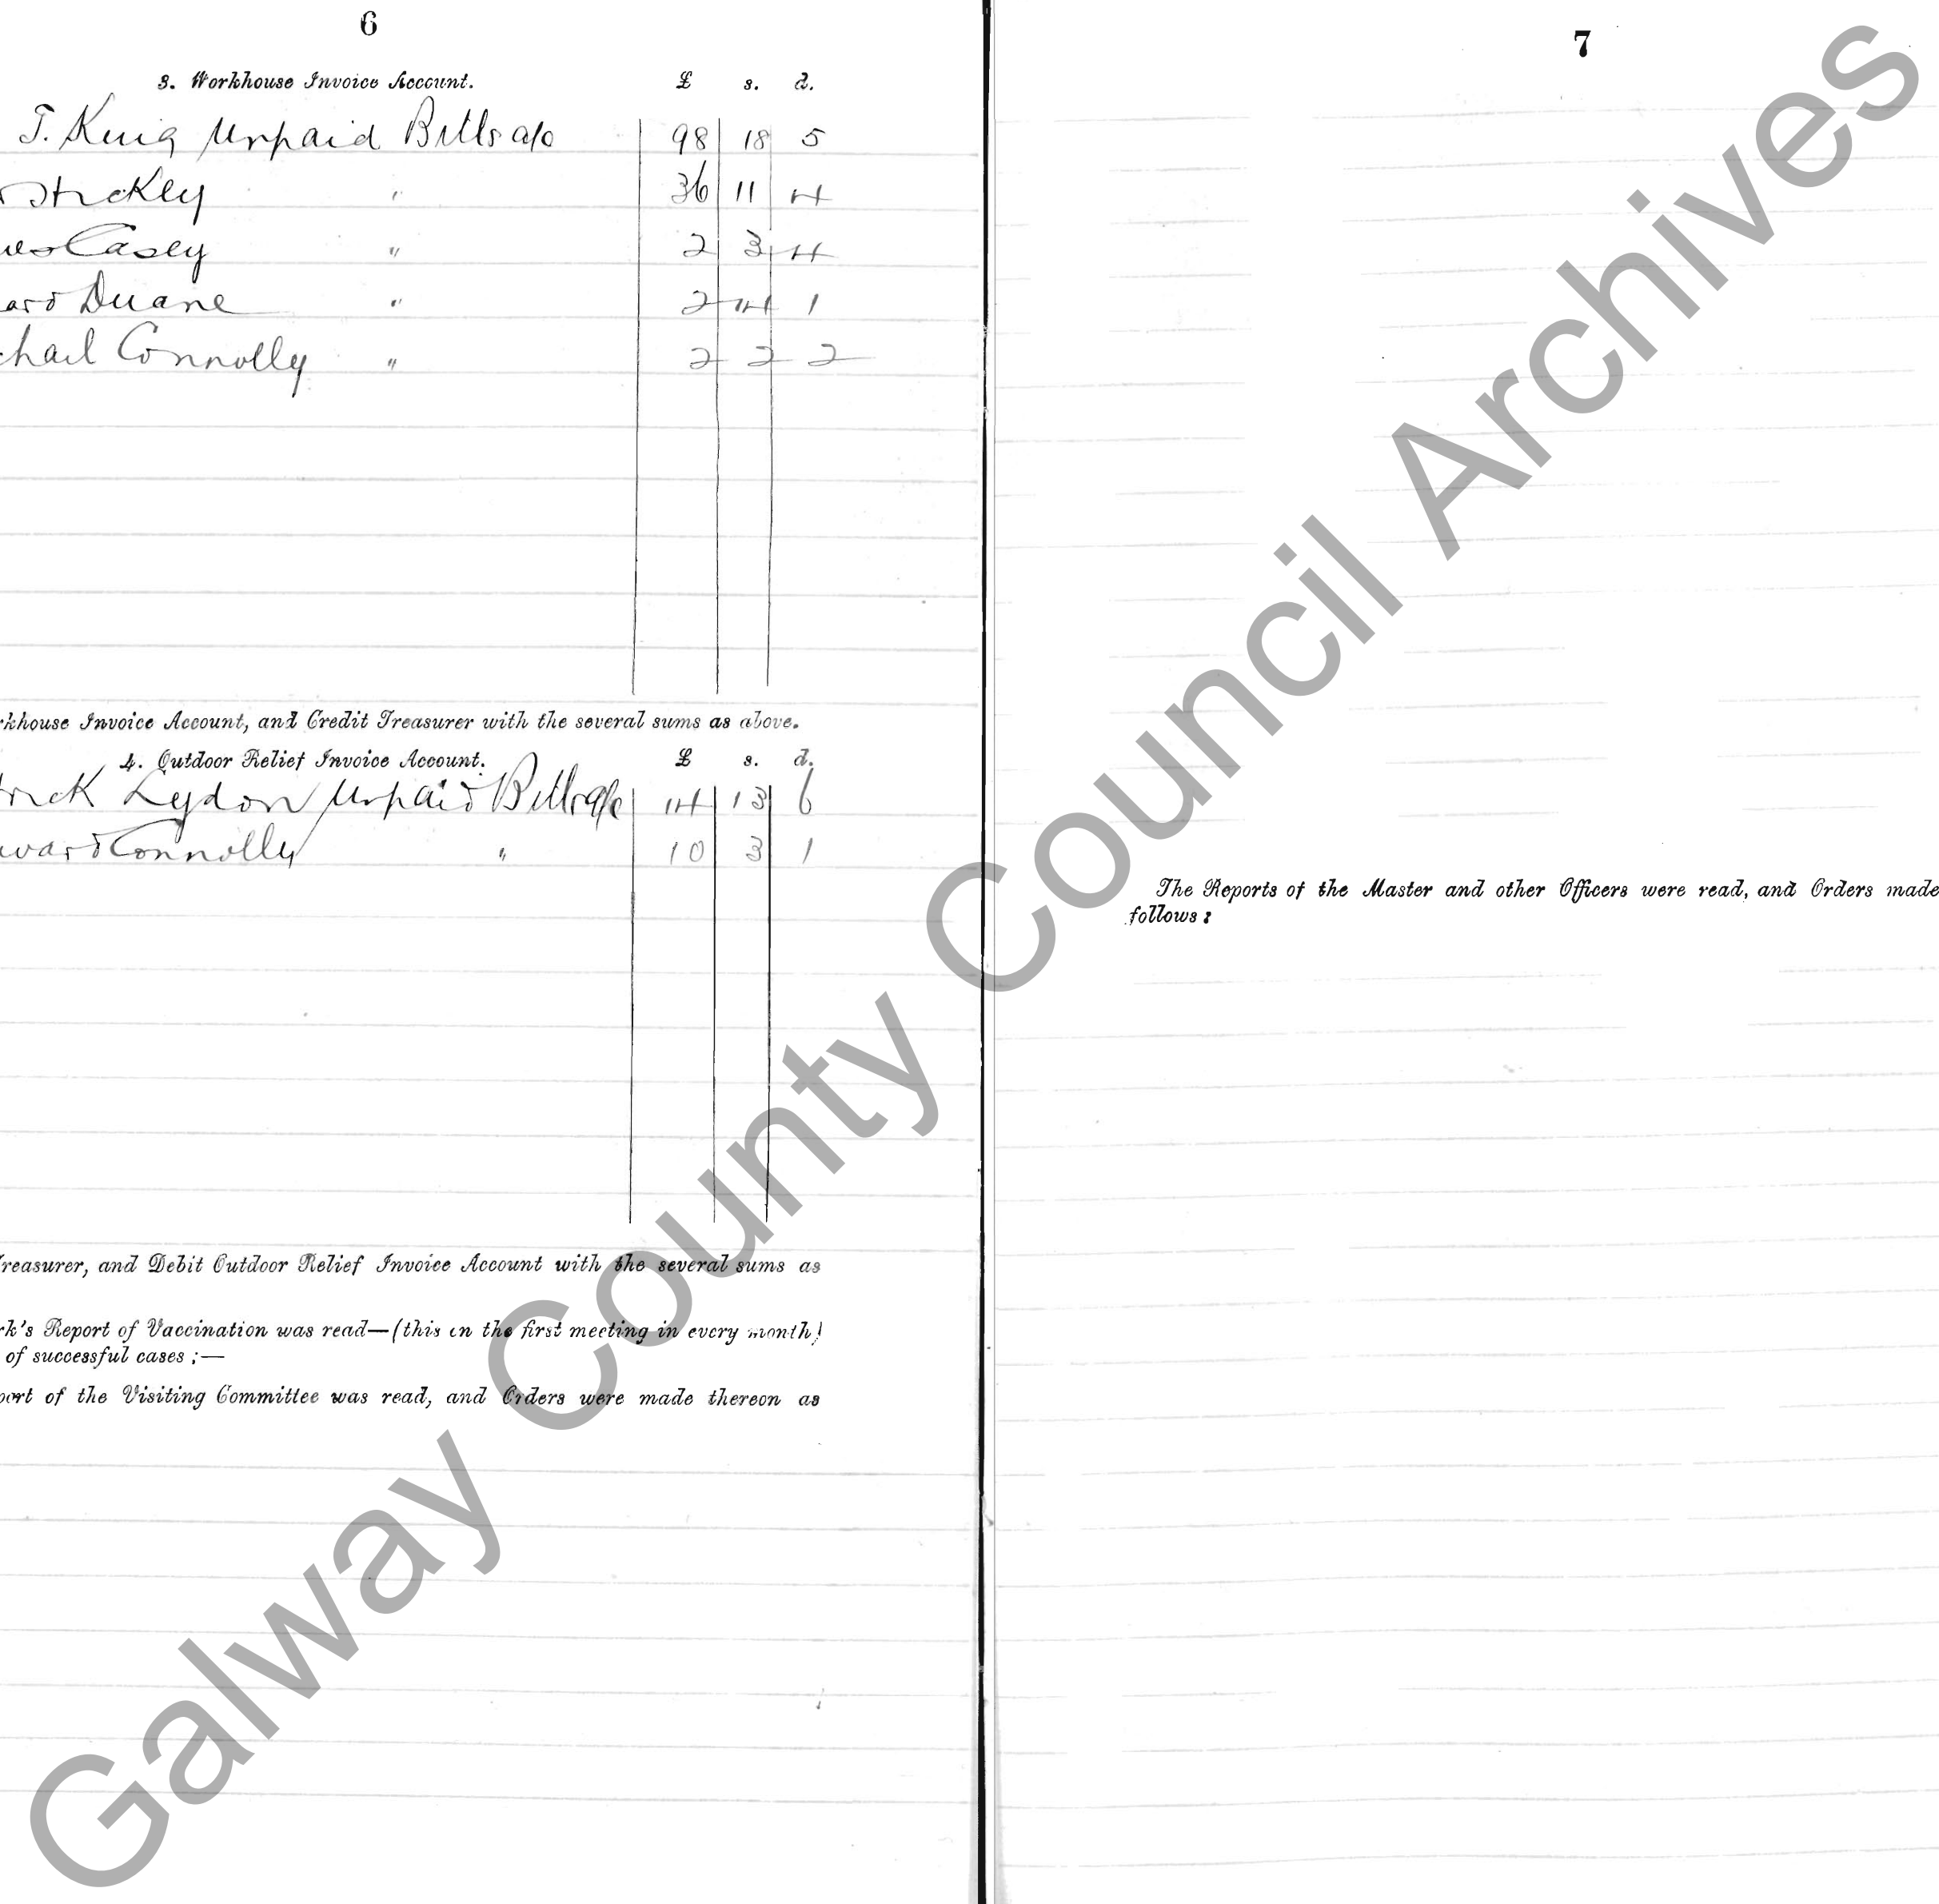 6
3. Workhouse Invoice Account. £ s. d.
T. King Unpaid Bills a/c 98 18 5
Stickley " 36 11 4
Casey " 2 3 4
Duane " 2 14 1
Connolly " 2 2 2
Invoice Account, and Credit Treasurer with the several sums as above.
4. Outdoor Relief Invoice Account. £ s. d.
Lydon Unpaid Bills a/c 14 13 6
Connolly " 10 3 1
Treasurer, and Debit Outdoor Relief Invoice Account with the several sums as
Report of Vaccination was read—(this in the first meeting in every month)
of successful cases ;—
of the Visiting Committee was read, and Orders were made thereon as
7
The Reports of the Master and other Officers were read, and Orders made
follows :
Galway County Council Archives